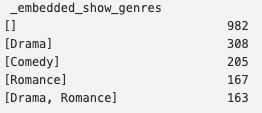 _embedded_show_genres
[] 982
[Drama] 308
[Comedy] 205
[Romance] 167
[Drama, Romance] 163